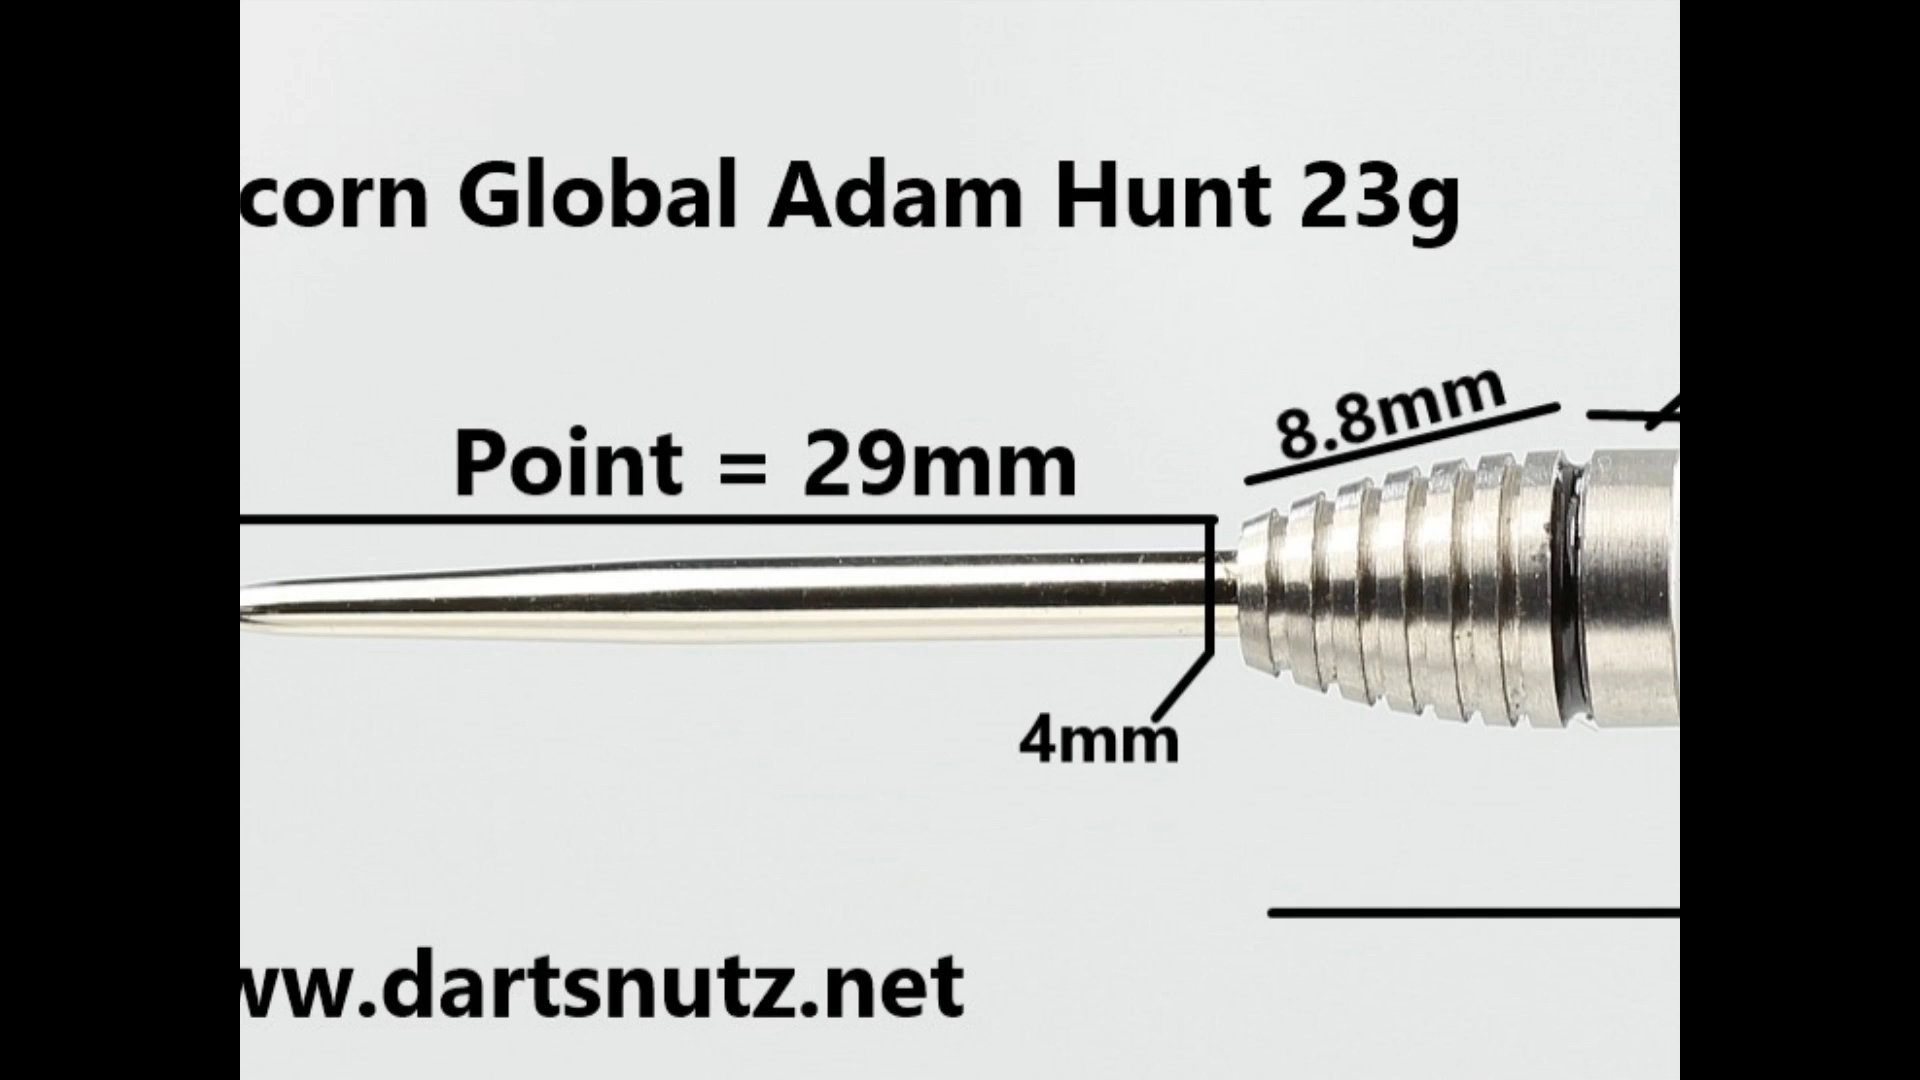 corn Global Adam Hunt 23g
8.8mm
Point = 29mm
4mm
ww.dartsnutz.net